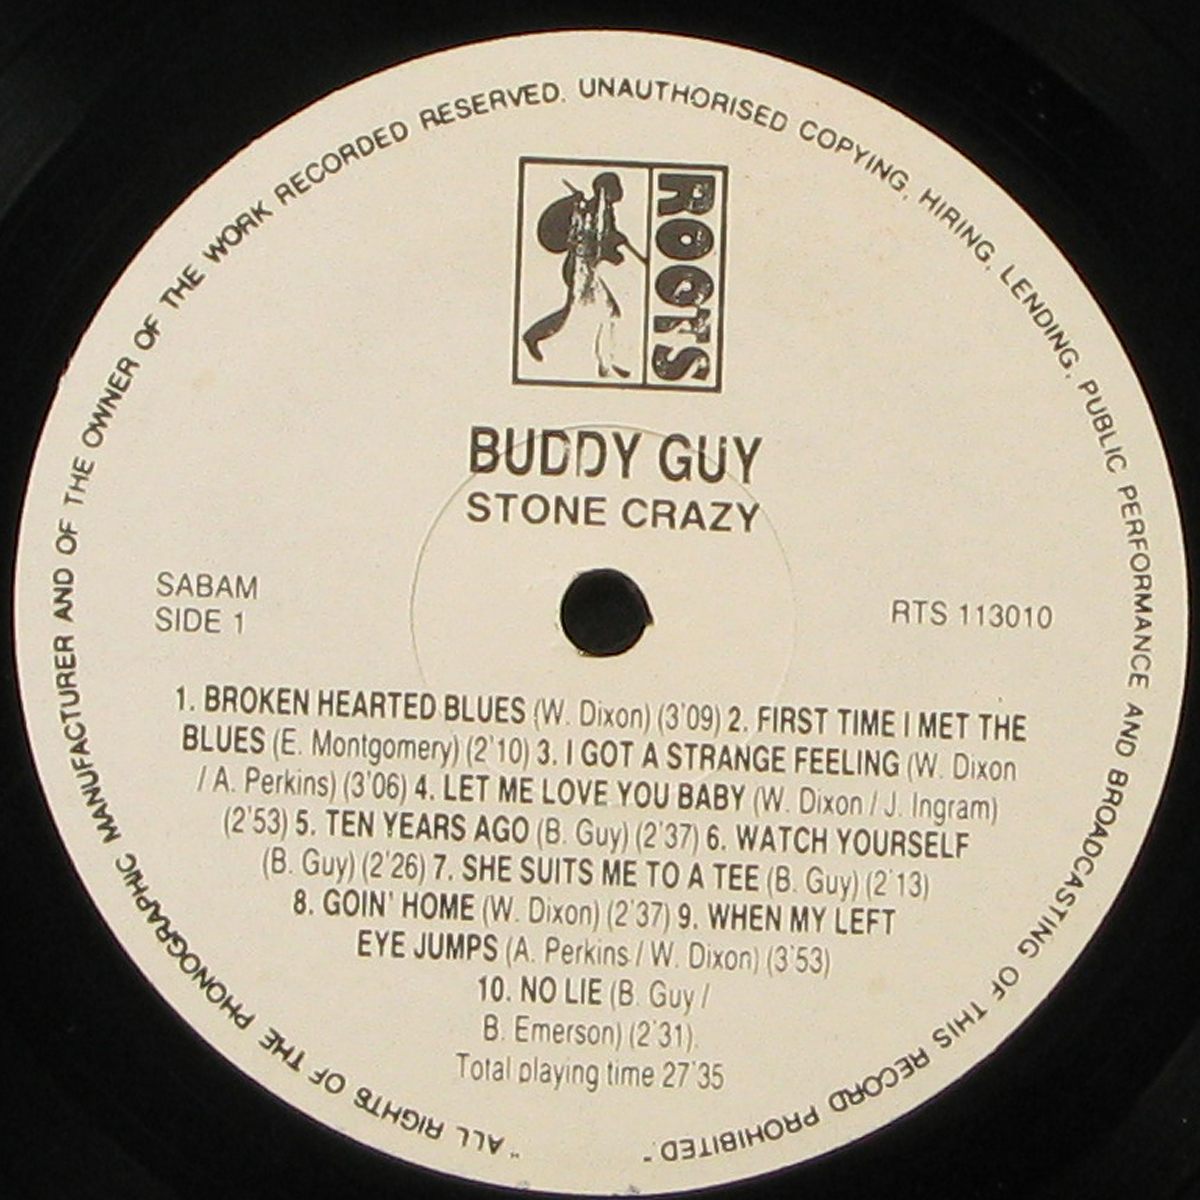 "ALL RIGHTS OF THE PHONOGRAPHIC MANUFACTURER AND OF THE OWNER OF THE WORK RECORDED RESERVED. UNAUTHORISED COPYING, HIRING, LENDING, PUBLIC PERFORMANCE AND BROADCASTING OF THIS RECORD PROHIBITED"
ROOTS
BUDDY GUY
STONE CRAZY
SABAM
SIDE 1
RTS 113010
1. BROKEN HEARTED BLUES (W. Dixon) (3'09) 2. FIRST TIME I MET THE
BLUES (E. Montgomery) (2'10) 3. I GOT A STRANGE FEELING (W. Dixon
/ A. Perkins) (3'06) 4. LET ME LOVE YOU BABY (W. Dixon / J. Ingram)
(2'53) 5. TEN YEARS AGO (B. Guy) (2'37) 6. WATCH YOURSELF
(B. Guy) (2'26) 7. SHE SUITS ME TO A TEE (B. Guy) (2'13)
8. GOIN' HOME (W. Dixon) (2'37) 9. WHEN MY LEFT
EYE JUMPS (A. Perkins / W. Dixon) (3'53)
10. NO LIE (B. Guy /
B. Emerson) (2'31).
Total playing time 27'35